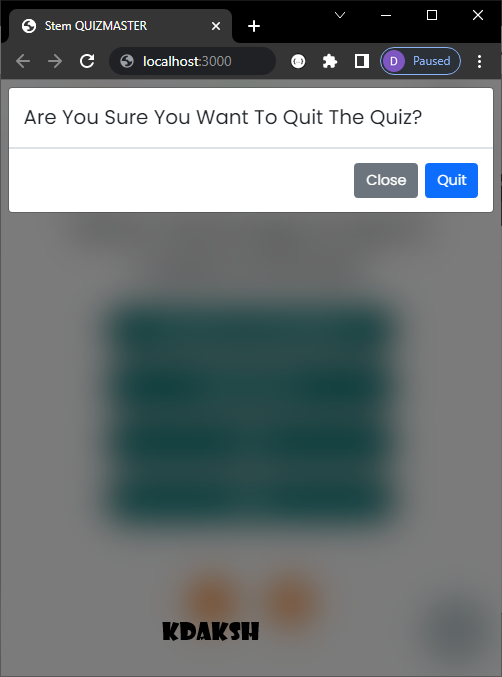 Stem QUIZMASTER
localhost:3000
D Paused
Are You Sure You Want To Quit The Quiz?
Close Quit
KDAKSH